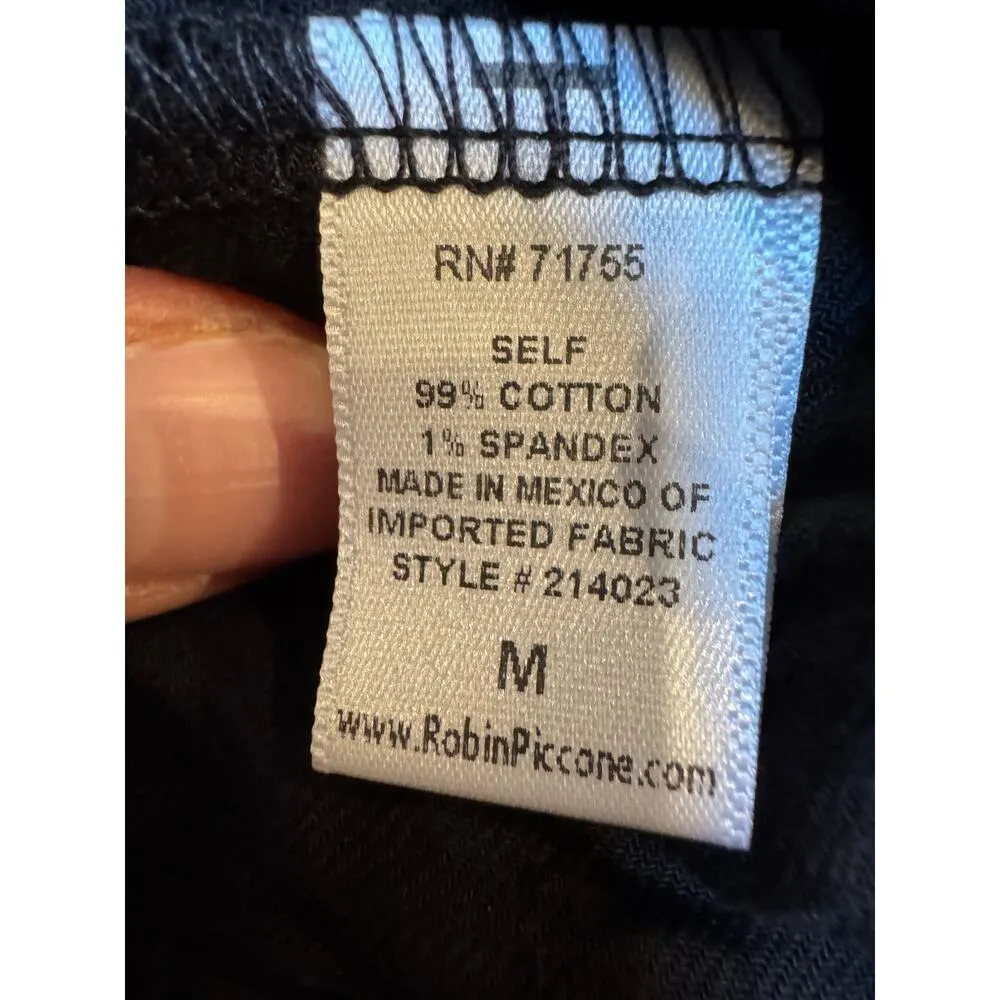 RN# 71755
SELF
99% COTTON
1% SPANDEX
MADE IN MEXICO OF
IMPORTED FABRIC
STYLE # 214023
M
www.RobinPiccone.com